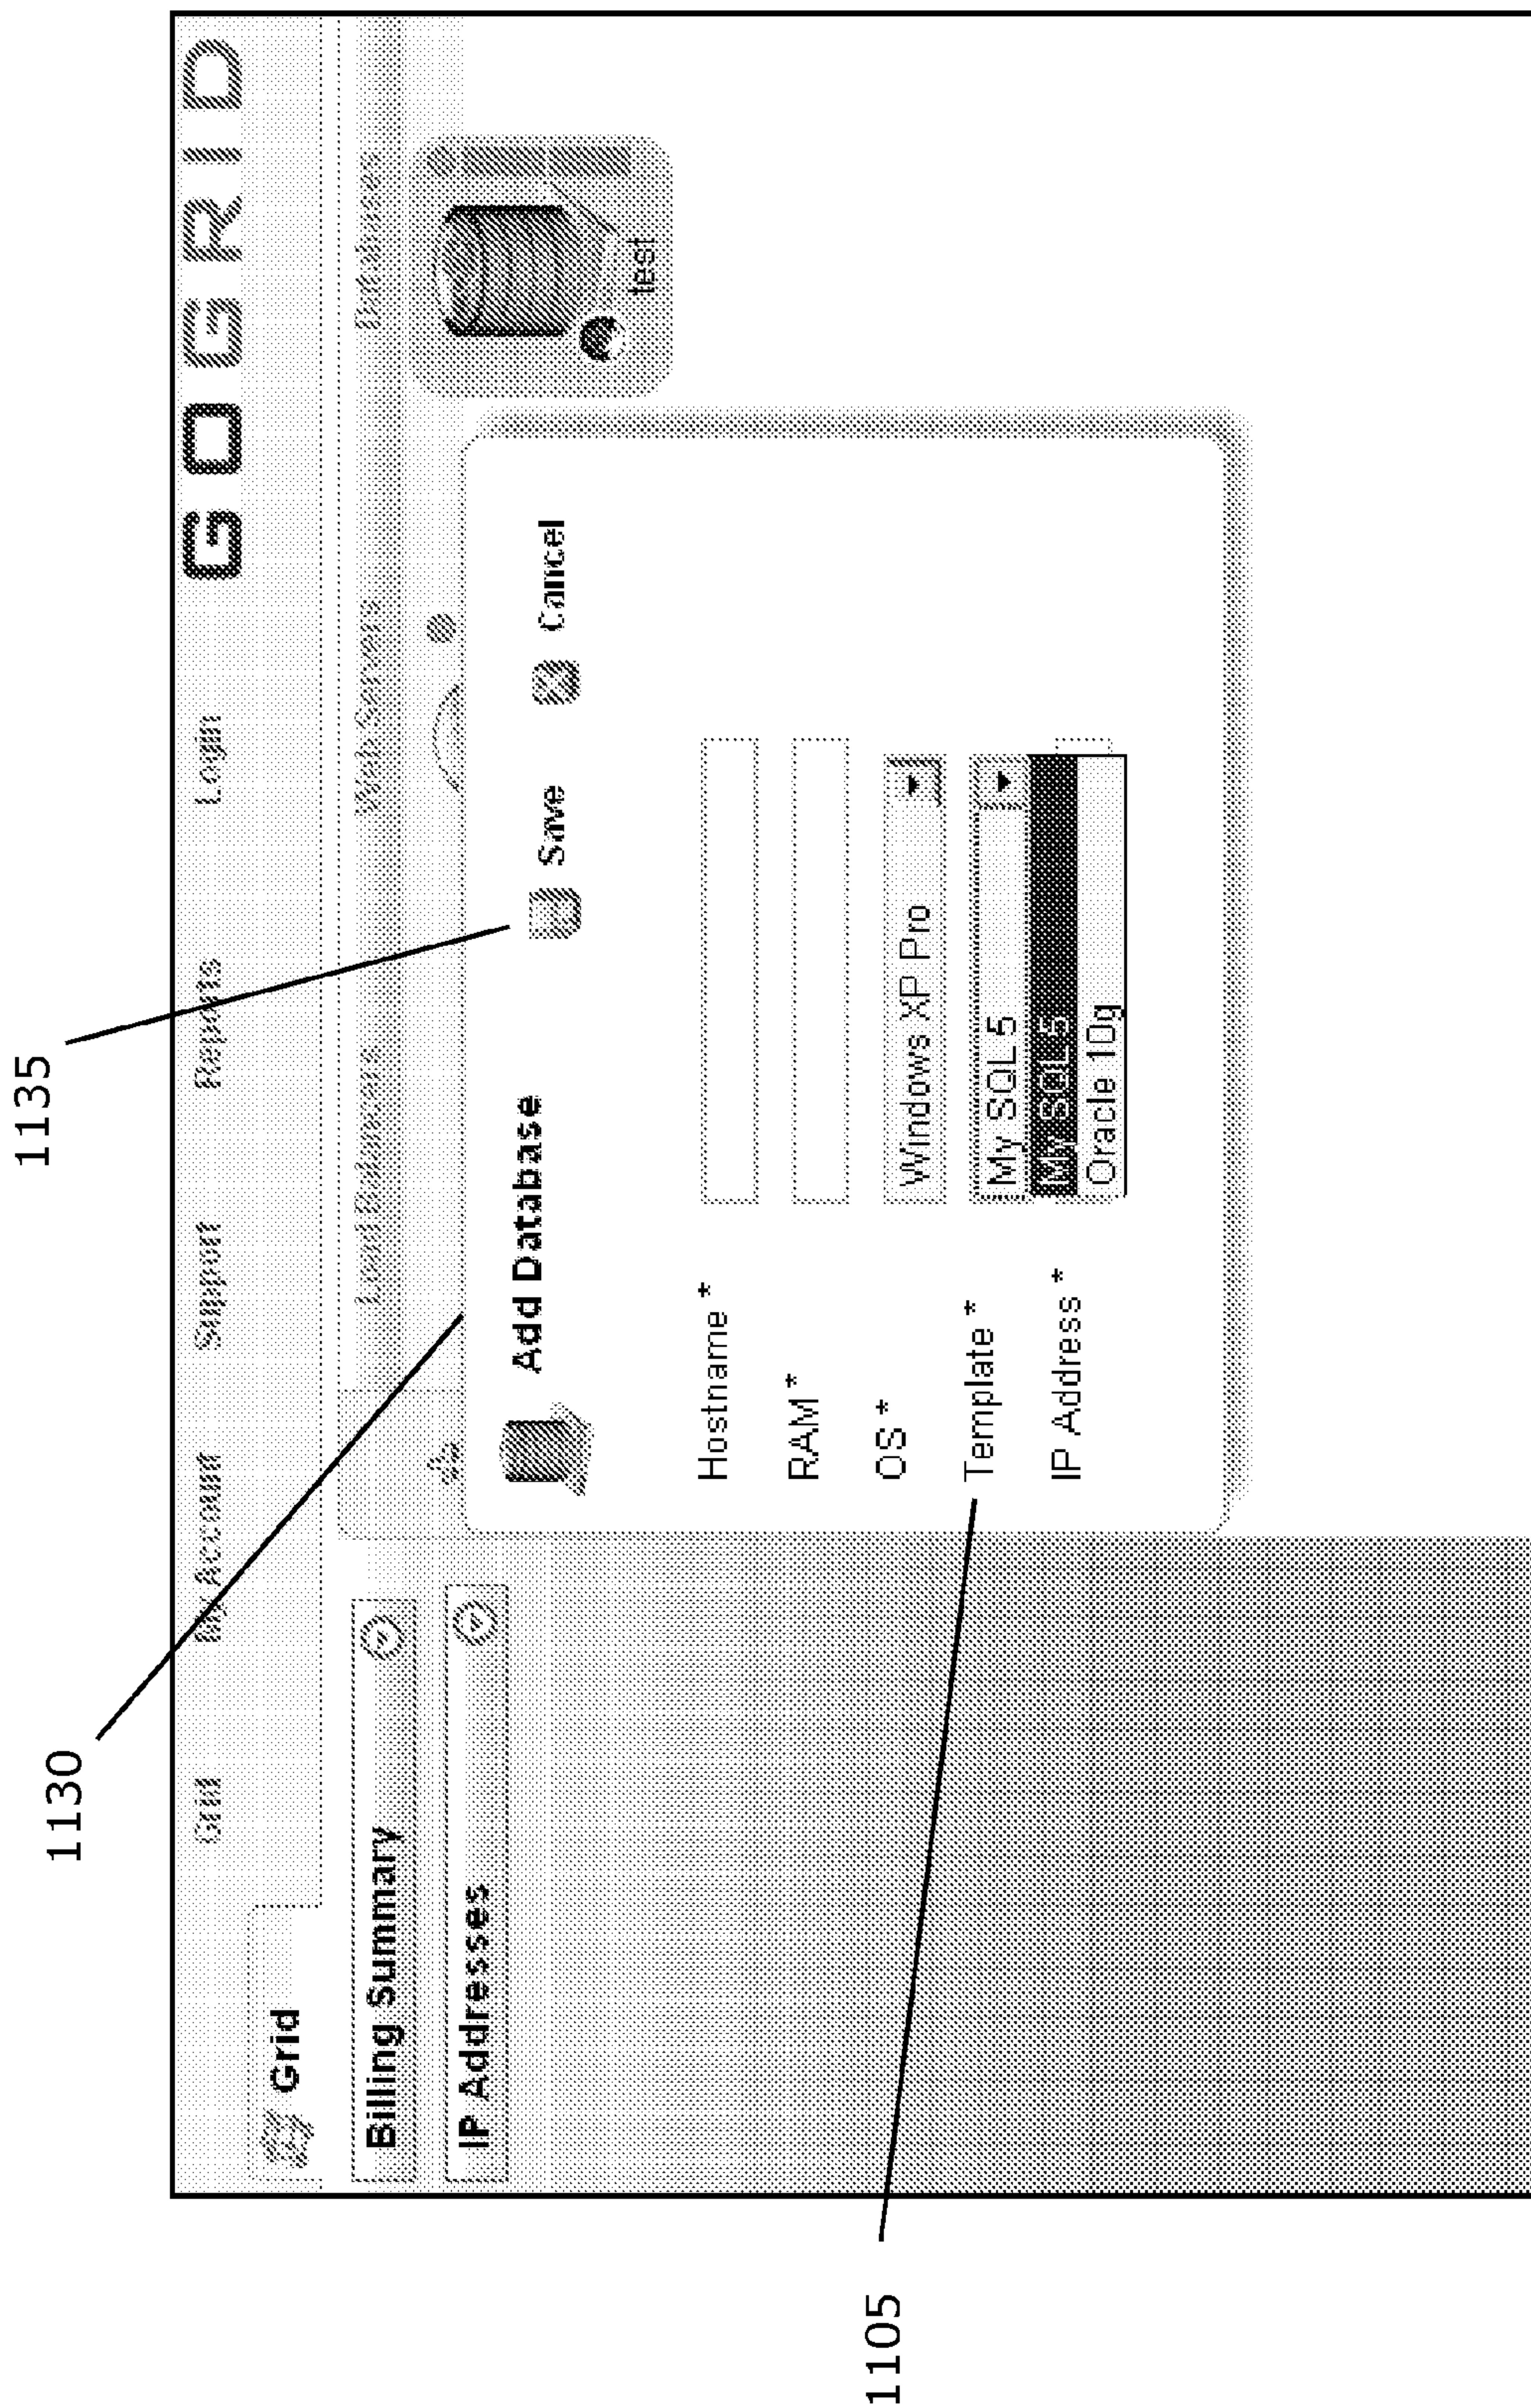 1135
1130
Grid My Account Support Reports Login GOGRID
Grid
Billing Summary
Load Balancers Web Servers Databases
IP Addresses
Add Database
Save Cancel
test
Hostname *
RAM *
OS * Windows XP Pro
Template * My SQL 5
My SQL 5
IP Address *
Oracle 10g
1105